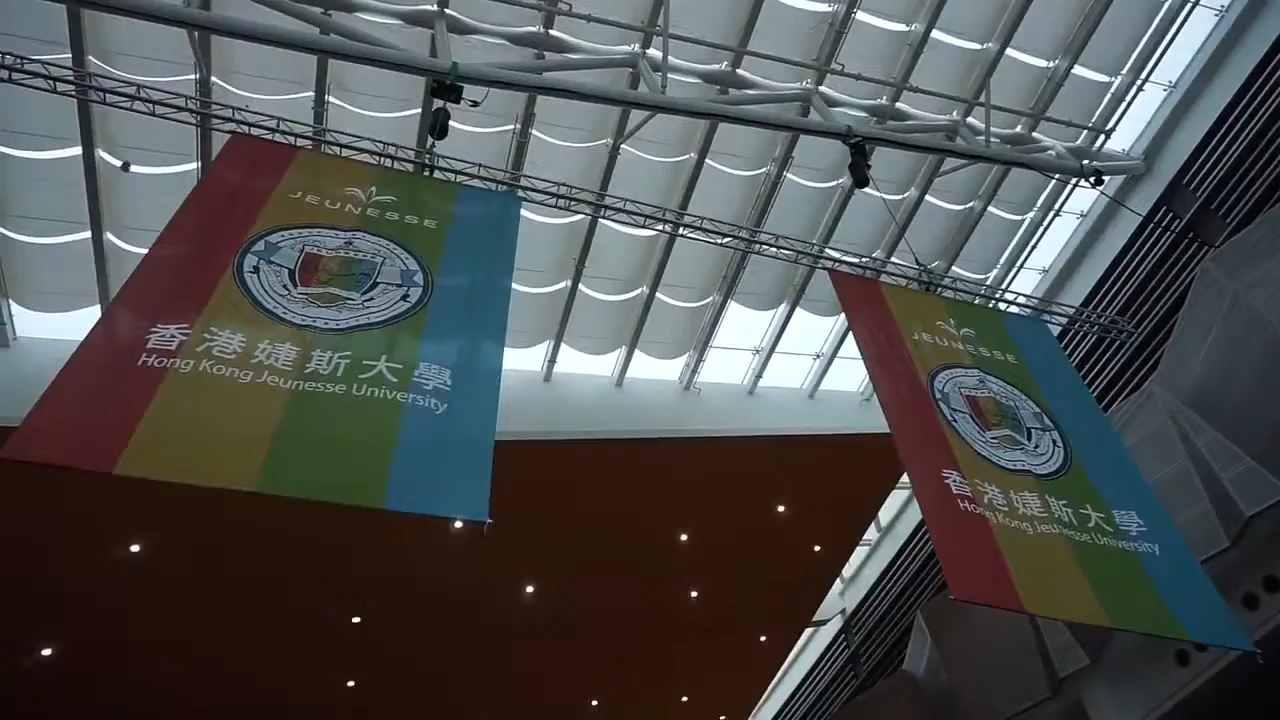 JEUNESSE
香港婕斯大學
Hong Kong Jeunesse University
JEUNESSE
香港婕斯大學
Hong Kong Jeunesse University